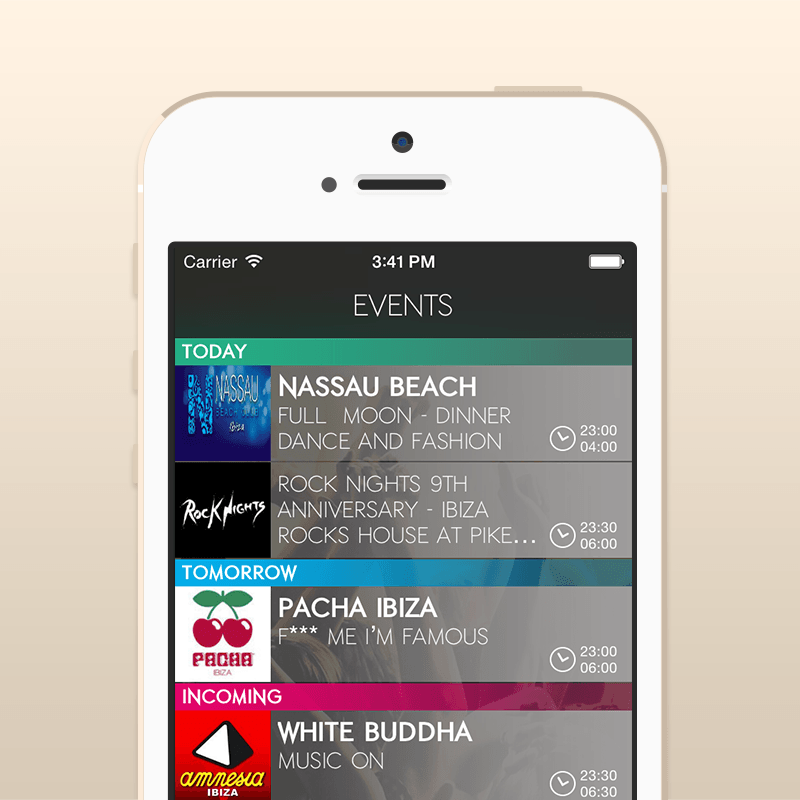 Carrier 3:41 PM
EVENTS
TODAY
NASSAU
BEACH CLUB
Ibiza
NASSAU BEACH
FULL MOON - DINNER
DANCE AND FASHION
23:00
04:00
ROCK NIGHTS
ROCK NIGHTS 9TH
ANNIVERSARY - IBIZA
ROCKS HOUSE AT PIKE...
23:30
06:00
TOMORROW
PACHA
IBIZA
PACHA IBIZA
F*** ME I'M FAMOUS
23:00
06:00
INCOMING
amnesia
IBIZA
WHITE BUDDHA
MUSIC ON
23:30
06:30